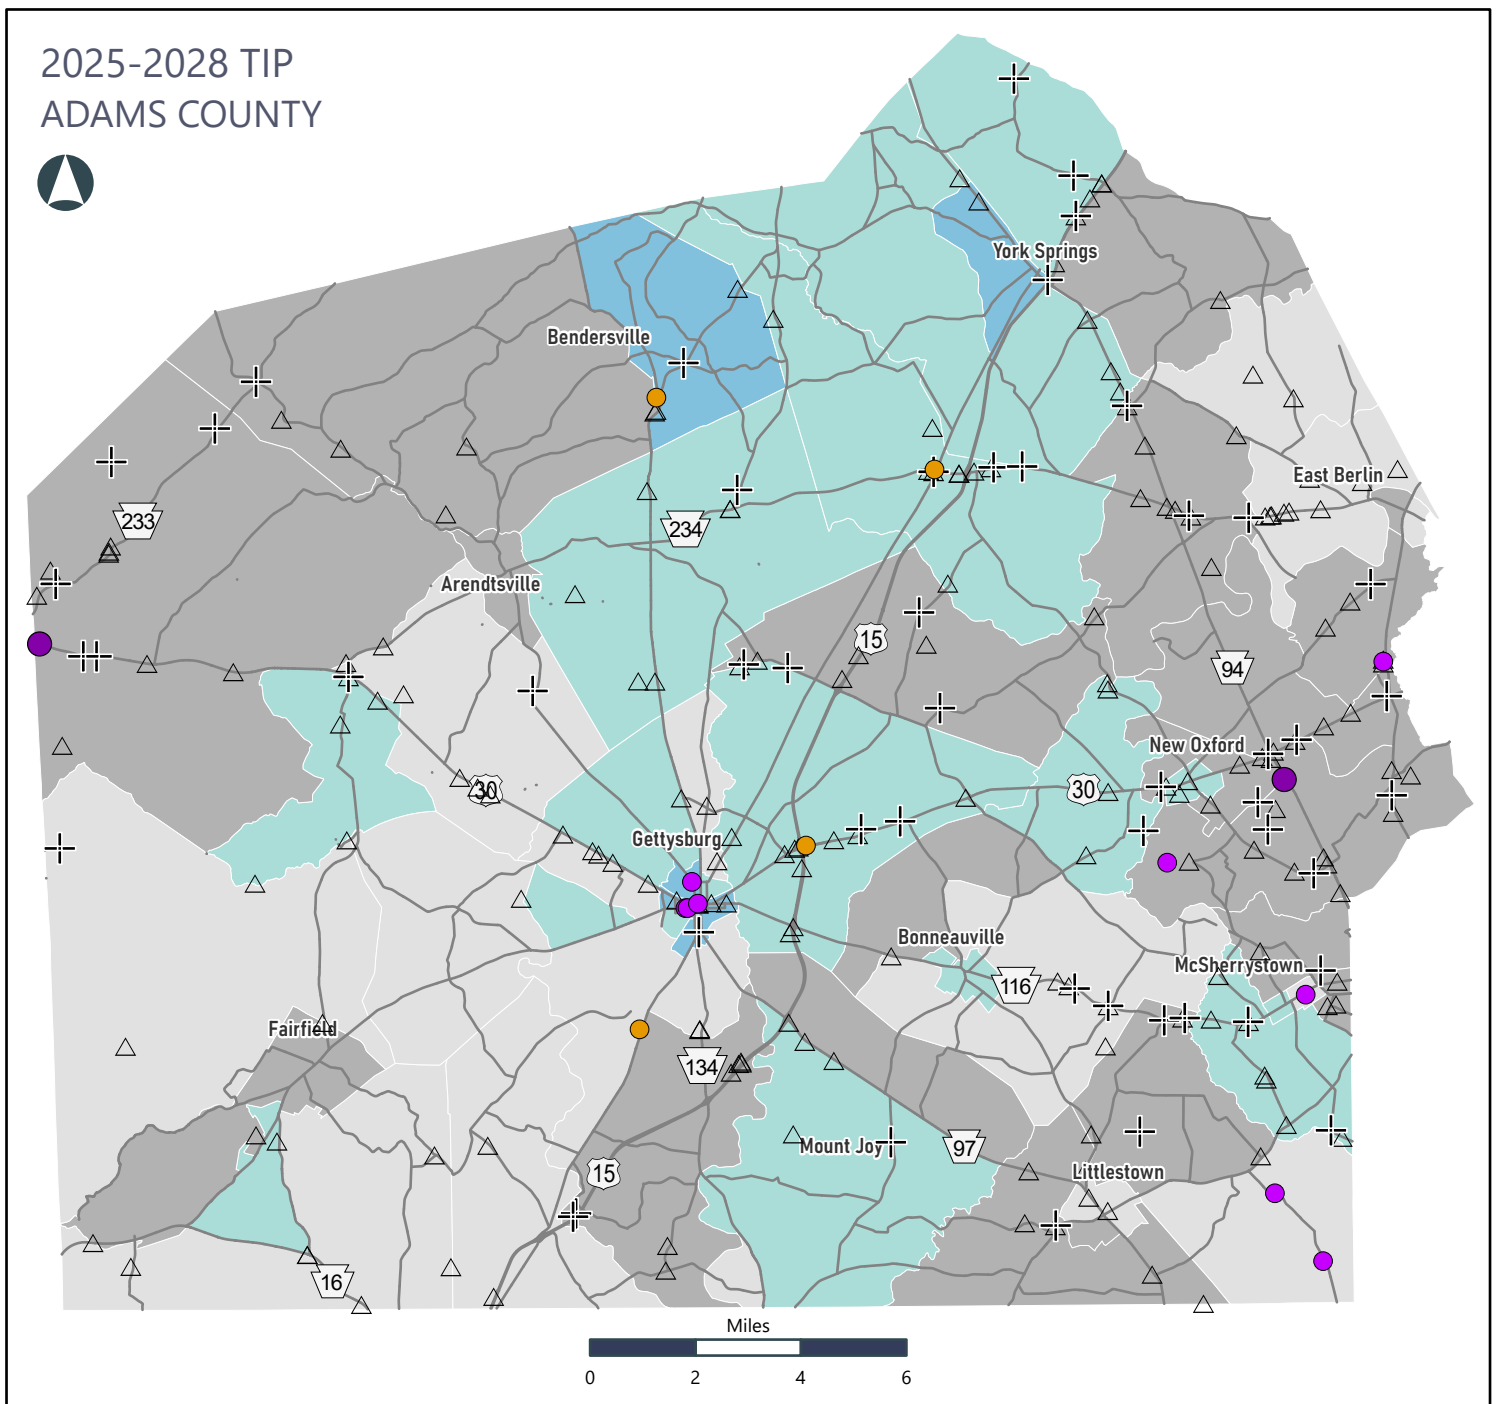 2025-2028 TIP
ADAMS COUNTY
York Springs
Bendersville
East Berlin
233
234
Arendtsville
15
94
New Oxford
30
30
Gettysburg
Bonneauville
McSherrystown
116
Fairfield
134
Mount Joy
97
15
Littlestown
16
Miles
0 2 4 6